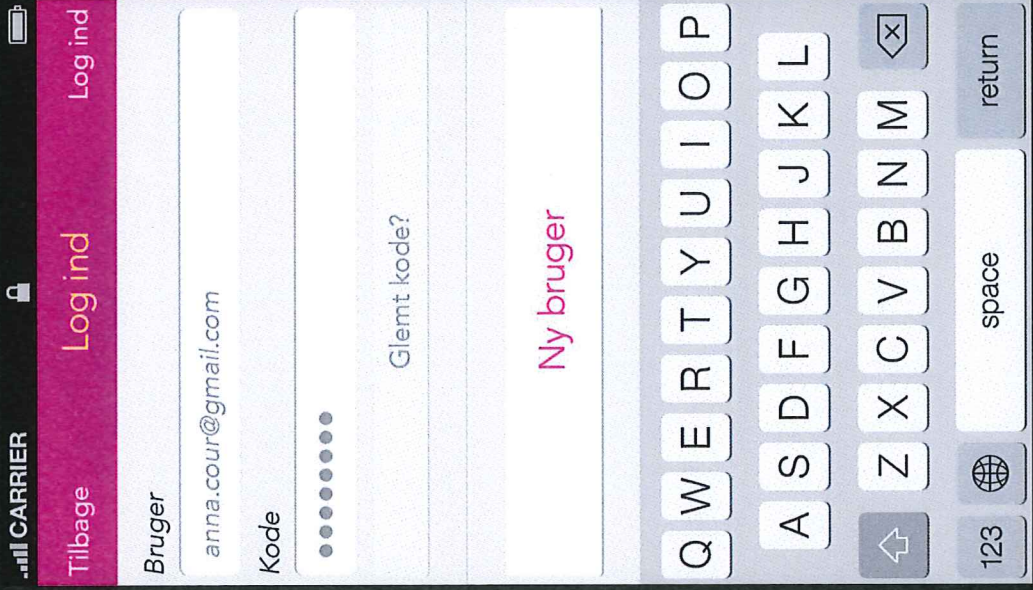 CARRIER
Tilbage Log ind Log ind
Bruger
anna.cour@gmail.com
Kode
Glemt kode?
Ny bruger
Q W E R T Y U I O P
A S D F G H J K L
Z X C V B N M
123 space return